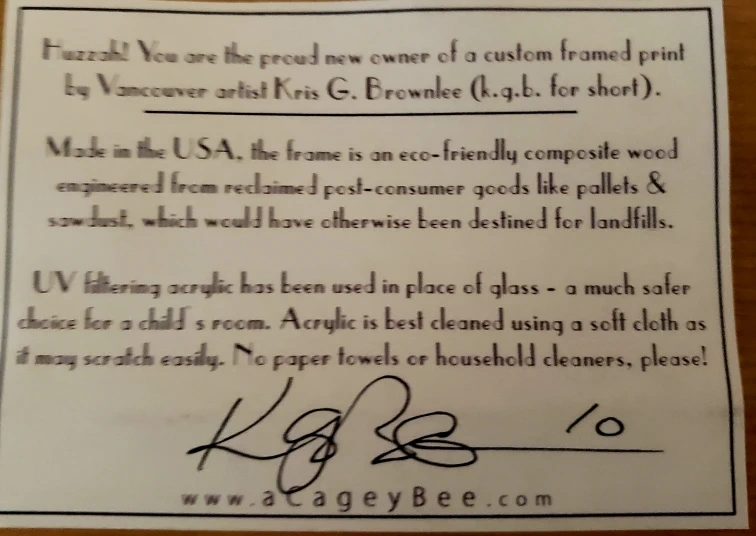 Huzzah! You are the proud new owner of a custom framed print
by Vancouver artist Kris G. Brownlee (k.g.b. for short).
Made in the USA, the frame is an eco-friendly composite wood
engineered from reclaimed post-consumer goods like pallets &
sawdust, which would have otherwise been destined for landfills.
UV filtering acrylic has been used in place of glass - a much safer
choice for a child's room. Acrylic is best cleaned using a soft cloth as
it may scratch easily. No paper towels or household cleaners, please!
KgB 10
www.aCageyBee.com